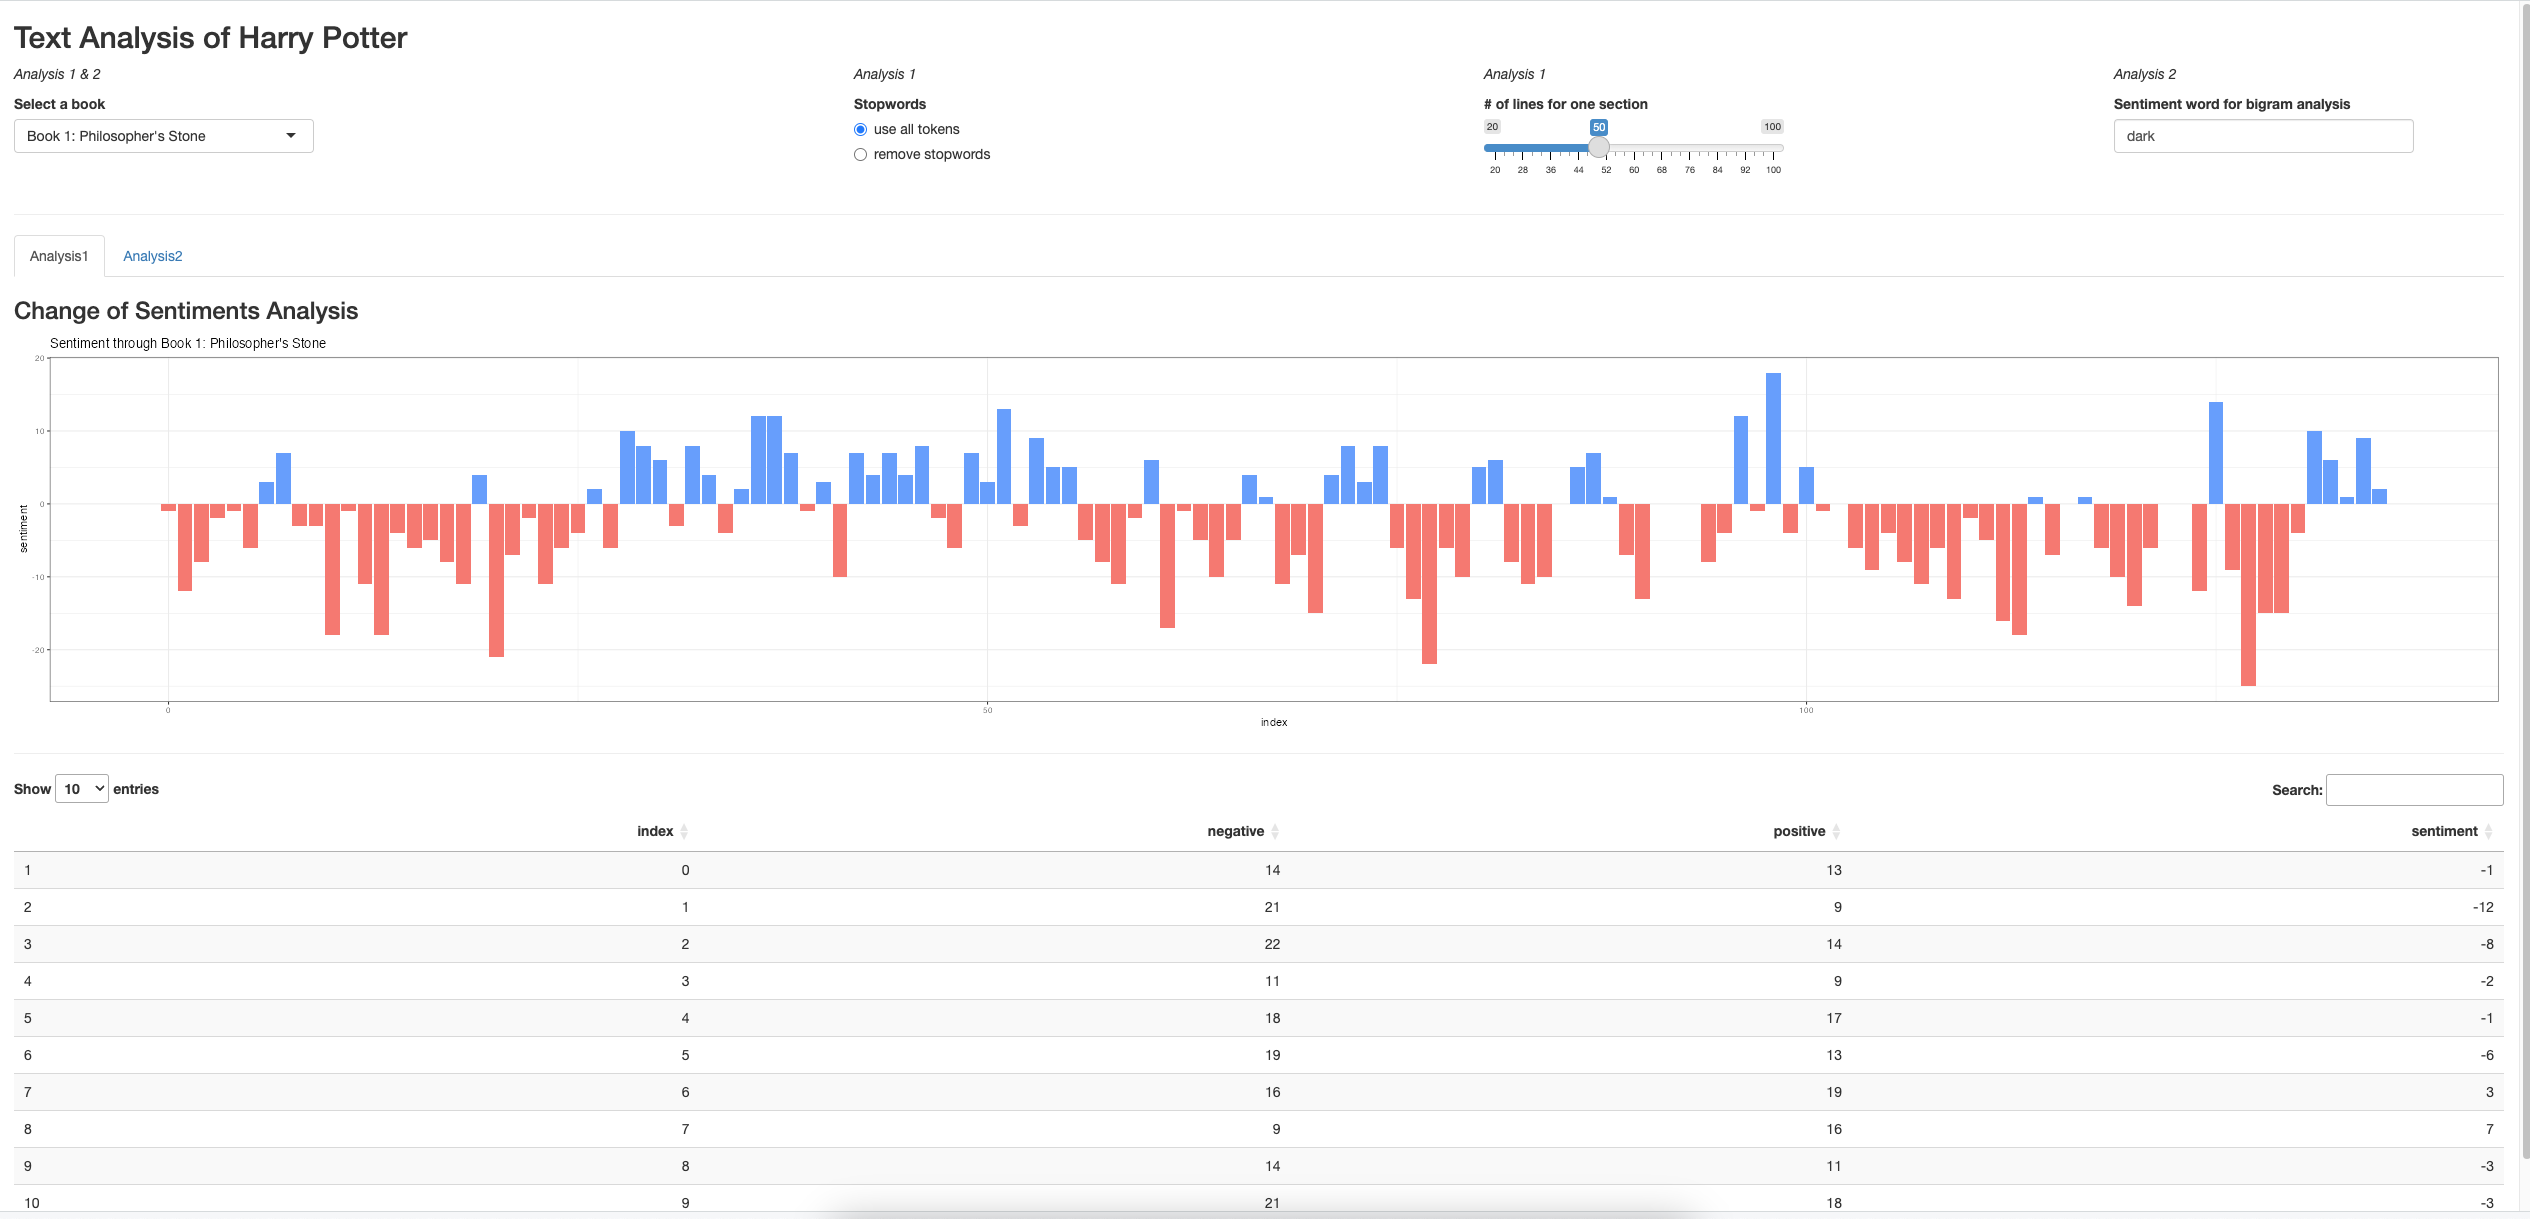 Text Analysis of Harry Potter
Analysis 1 & 2
Select a book
Book 1: Philosopher's Stone
Analysis 1
Stopwords
use all tokens
remove stopwords
Analysis 1
# of lines for one section
20 50 100
20 28 36 44 52 60 68 76 84 92 100
Analysis 2
Sentiment word for bigram analysis
dark
Analysis1 Analysis2
Change of Sentiments Analysis
Sentiment through Book 1: Philosopher's Stone
20
10
0
-10
-20
sentiment
0 50 100
index
Show 10 entries
Search:
index negative positive sentiment
1 0 14 13 -1
2 1 21 9 -12
3 2 22 14 -8
4 3 11 9 -2
5 4 18 17 -1
6 5 19 13 -6
7 6 16 19 3
8 7 9 16 7
9 8 14 11 -3
10 9 21 18 -3